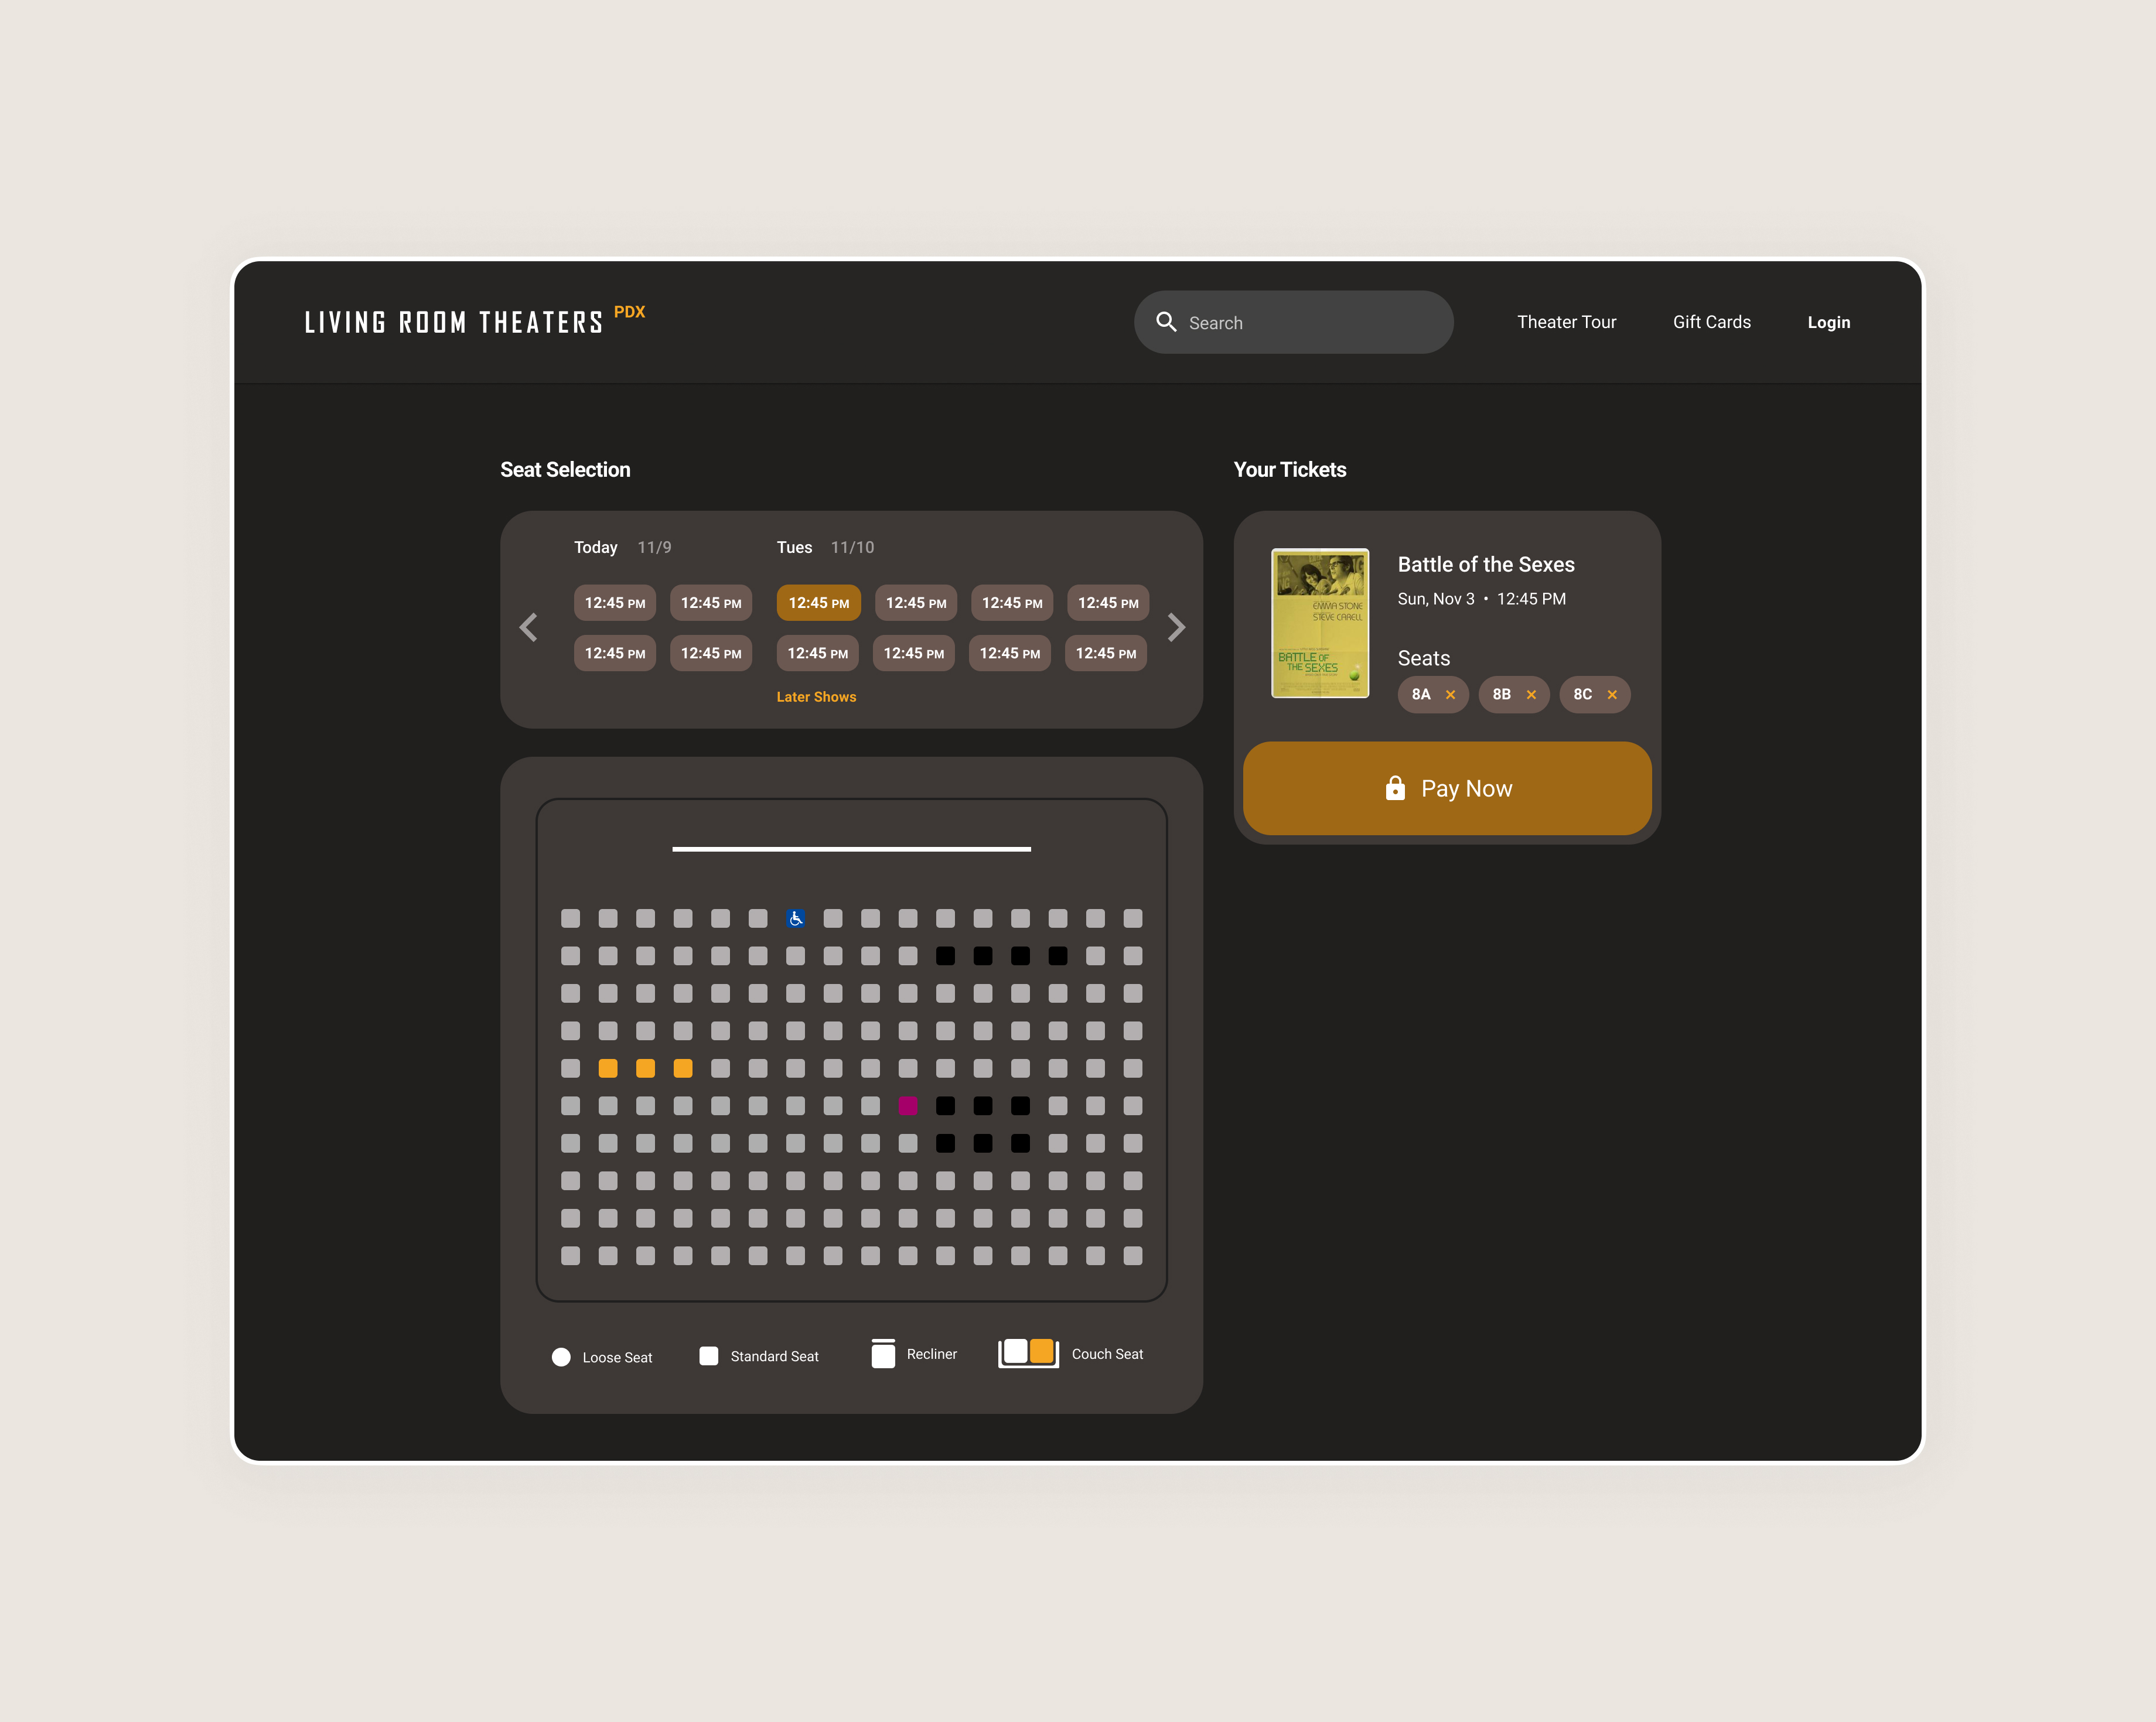 LIVING ROOM THEATERS PDX
Search
Theater Tour
Gift Cards
Login
Seat Selection
Today 11/9
Tues 11/10
12:45 PM 12:45 PM 12:45 PM 12:45 PM 12:45 PM 12:45 PM
12:45 PM 12:45 PM 12:45 PM 12:45 PM 12:45 PM 12:45 PM
Later Shows
Loose Seat
Standard Seat
Recliner
Couch Seat
Your Tickets
EMMA STONE
STEVE CARELL
BATTLE OF
THE SEXES
Battle of the Sexes
Sun, Nov 3 • 12:45 PM
Seats
8A × 8B × 8C ×
Pay Now